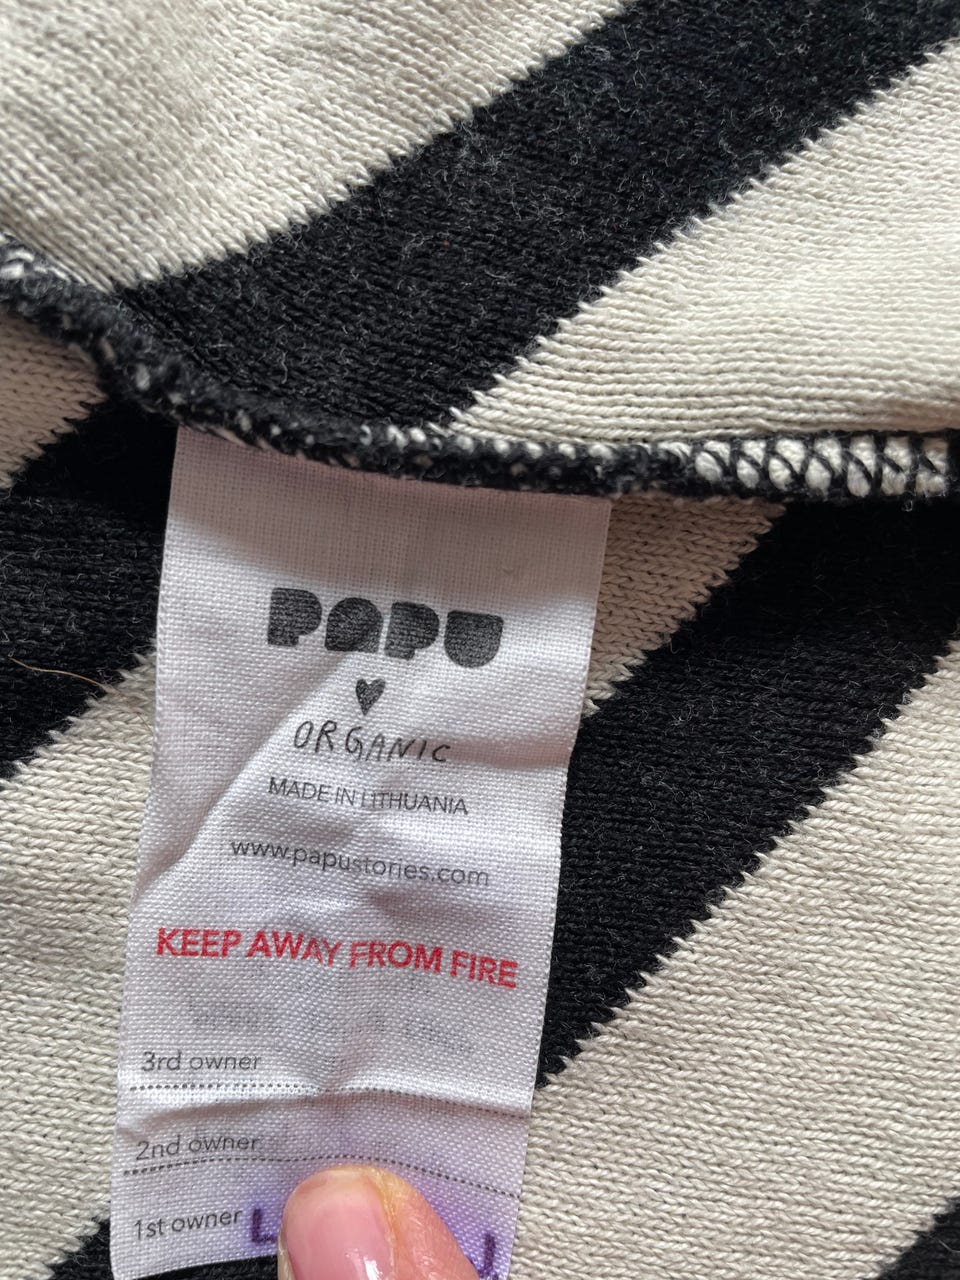 PAPU
ORGANIC
MADE IN LITHUANIA
www.papustories.com
KEEP AWAY FROM FIRE
3rd owner
2nd owner
1st owner